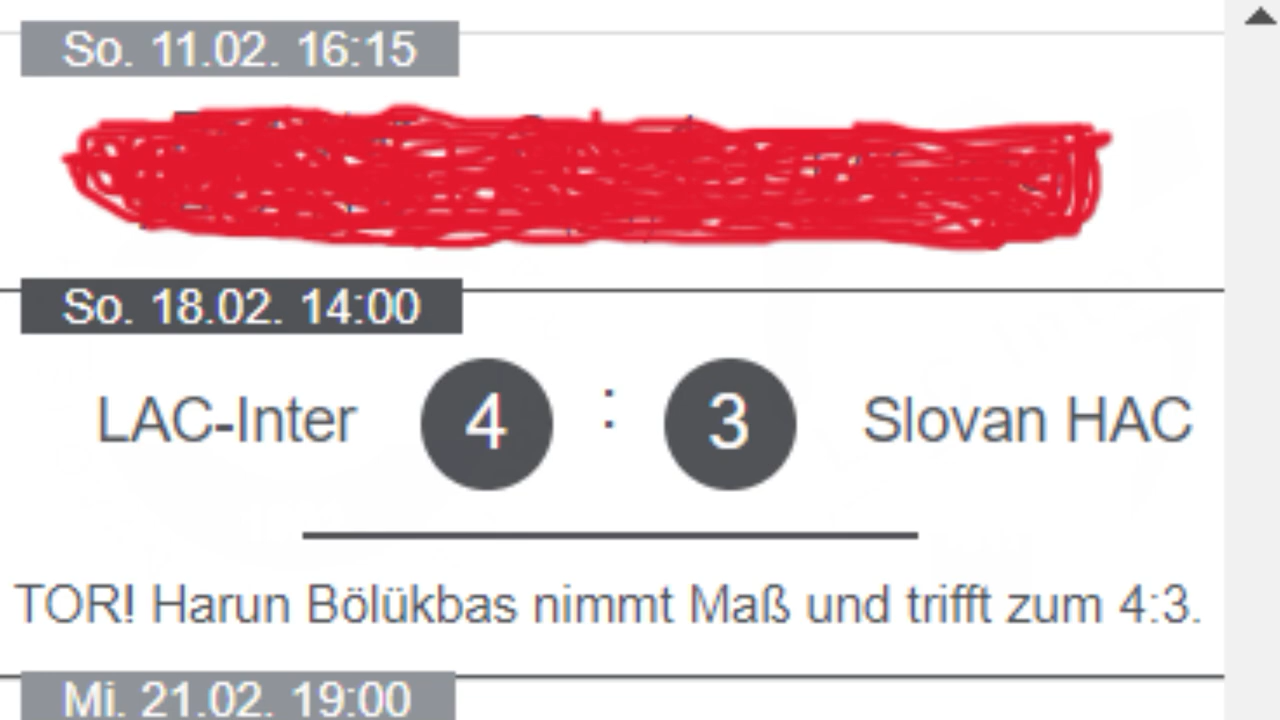 So. 11.02. 16:15
So. 18.02. 14:00
LAC-Inter 4 : 3 Slovan HAC
TOR! Harun Bölükbas nimmt Maß und trifft zum 4:3.
Mi. 21.02. 19:00